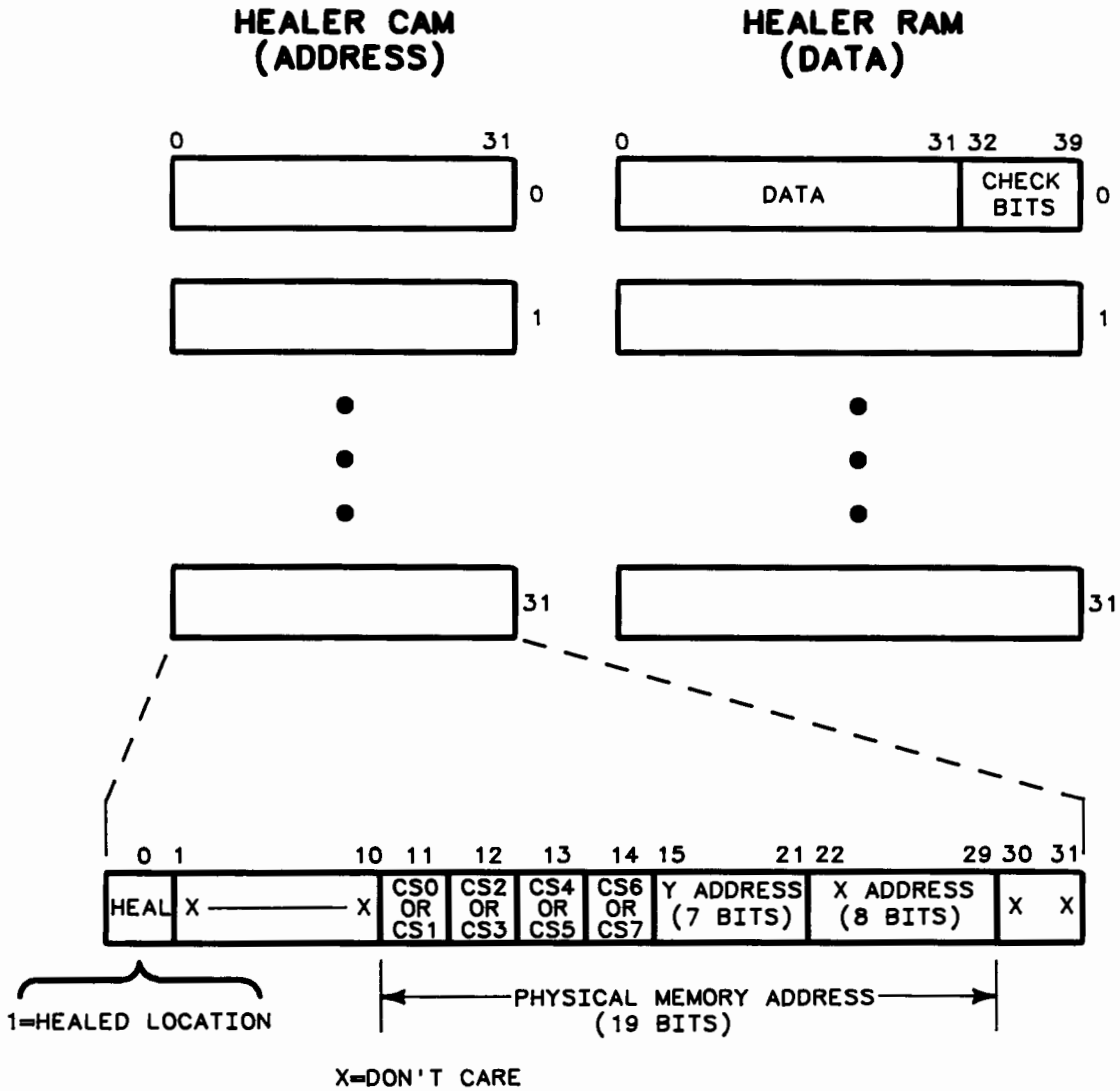 HEALER CAM
(ADDRESS)
HEALER RAM
(DATA)
0 31
0
0 31 32 39
DATA
CHECK
BITS
0
1
1
31
31
0 1 10 11 12 13 14 15 21 22 29 30 31
HEAL
X X
CS0
OR
CS1
CS2
OR
CS3
CS4
OR
CS5
CS6
OR
CS7
Y ADDRESS
(7 BITS)
X ADDRESS
(8 BITS)
X X
1=HEALED LOCATION
PHYSICAL MEMORY ADDRESS
(19 BITS)
X=DON'T CARE